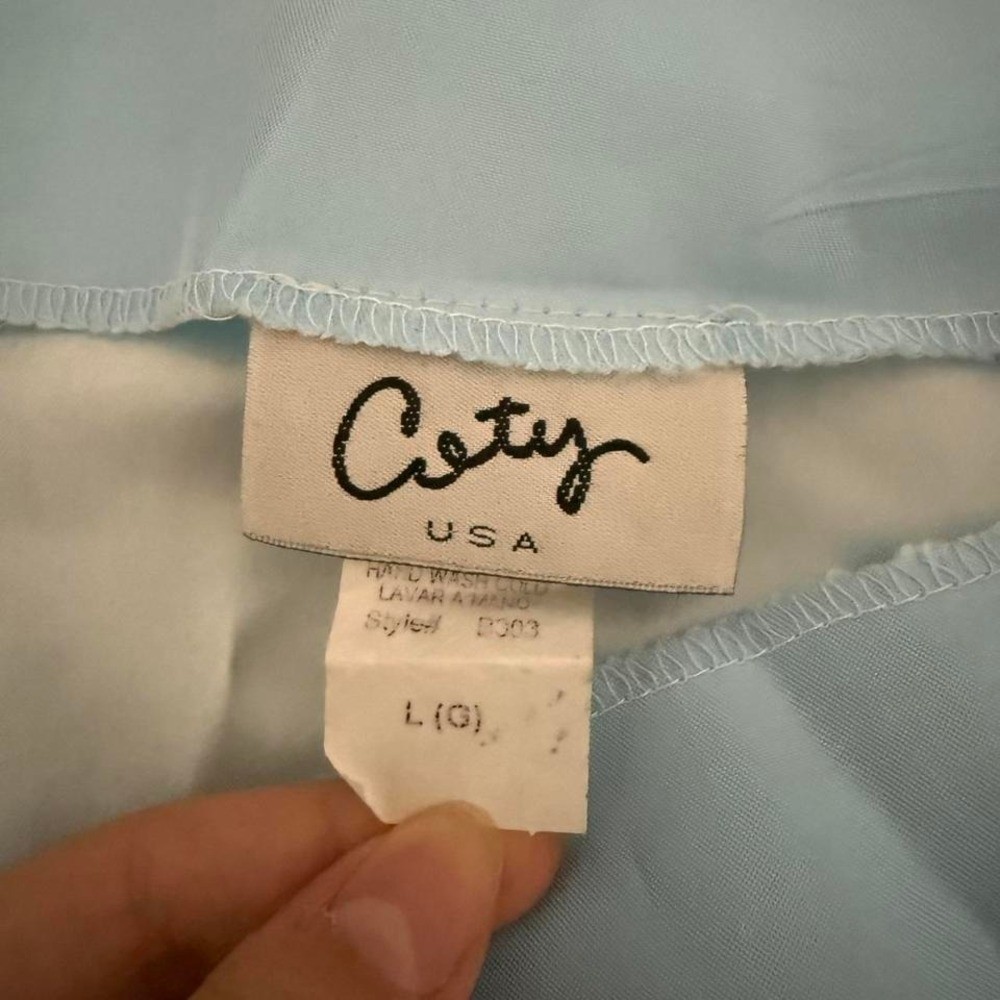 Cety
USA
HAND WASH COLD
LAVAR A MANO
Style# B303
L (G)